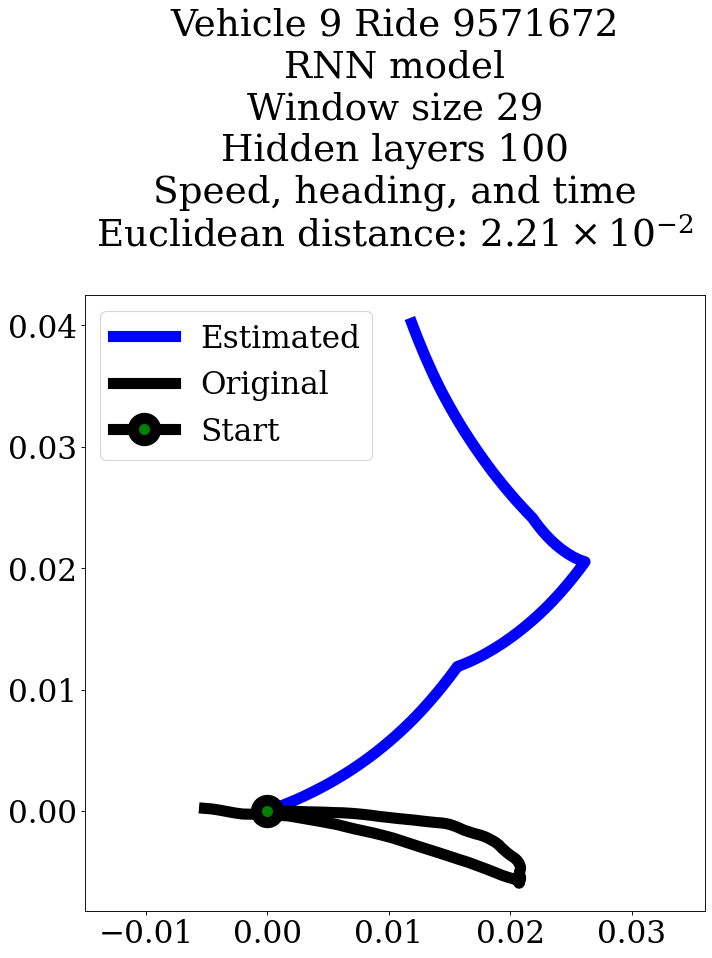 Vehicle 9 Ride 9571672
RNN model
Window size 29
Hidden layers 100
Speed, heading, and time
Euclidean distance: 2.21 × 10⁻²
Estimated
Original
Start
0.04
0.03
0.02
0.01
0.00
−0.01 0.00 0.01 0.02 0.03